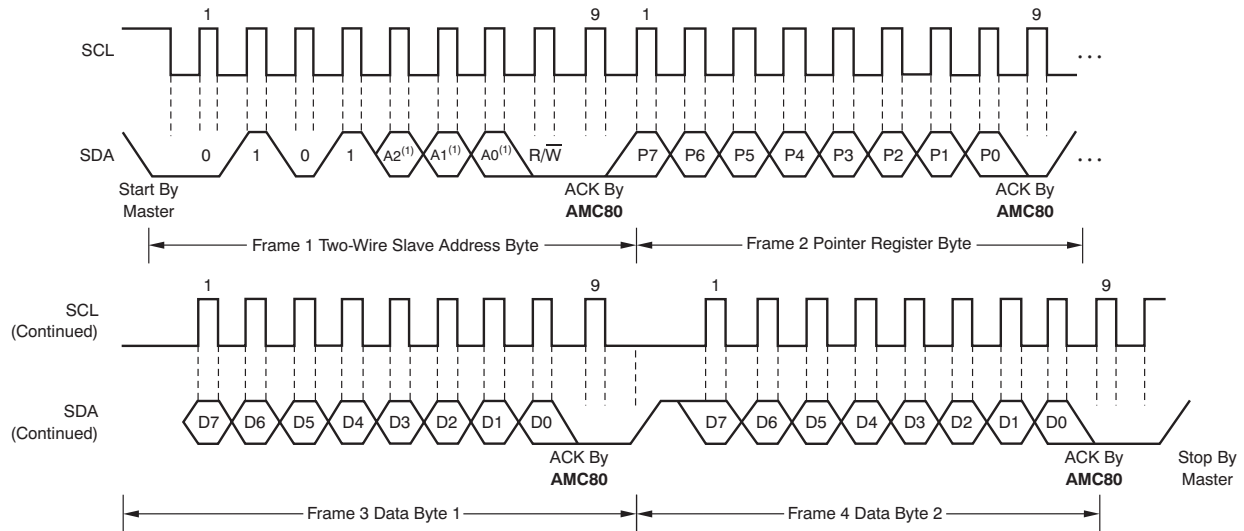 1 9 1 9
SCL ...
SDA 0 1 0 1 A2(1) A1(1) A0(1) R/W̅ P7 P6 P5 P4 P3 P2 P1 P0 ...
Start By
Master
ACK By
AMC80
ACK By
AMC80
Frame 1 Two-Wire Slave Address Byte
Frame 2 Pointer Register Byte
1 9 1 9
SCL
(Continued)
SDA
(Continued)
D7 D6 D5 D4 D3 D2 D1 D0 D7 D6 D5 D4 D3 D2 D1 D0
ACK By
AMC80
ACK By
AMC80
Stop By
Master
Frame 3 Data Byte 1
Frame 4 Data Byte 2